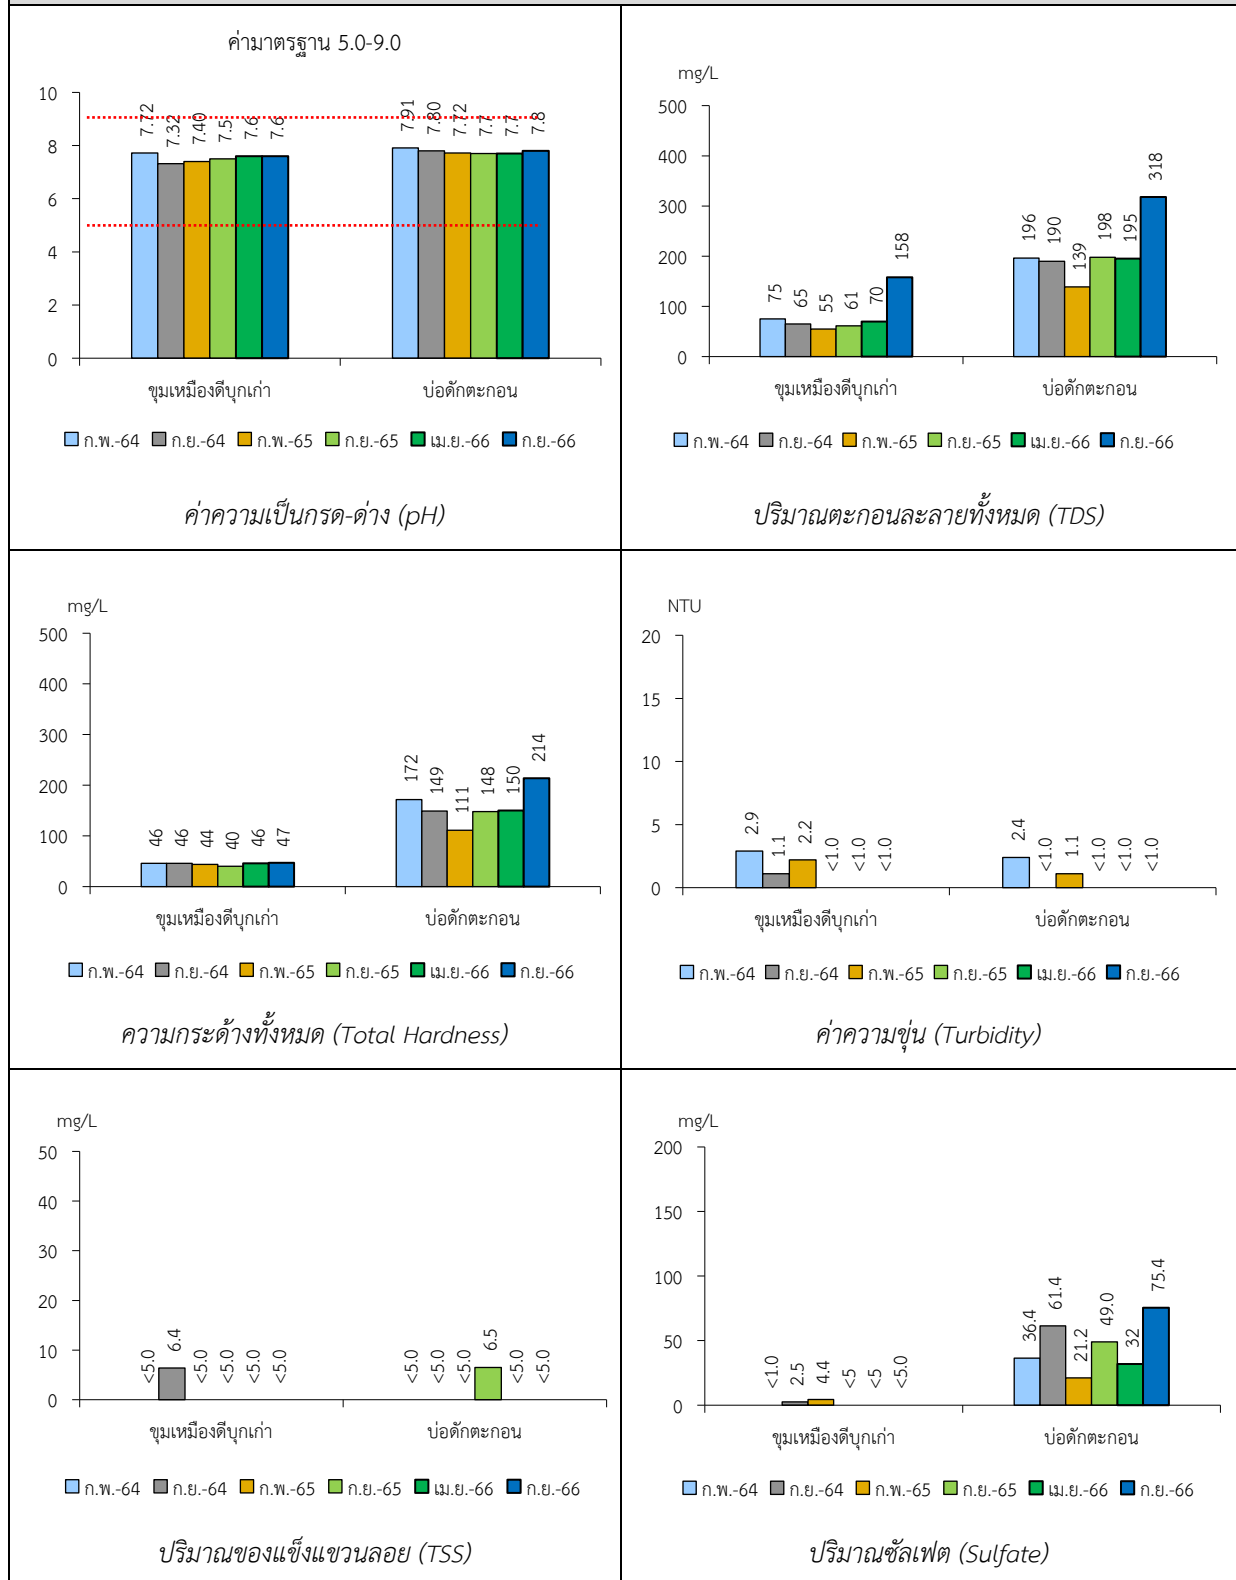 ค่ามาตรฐาน 5.0-9.0
10
8
6
4
2
0
7.72 7.32 7.40 7.5 7.6 7.6
7.91 7.80 7.72 7.7 7.7 7.8
ขุมเหมืองดีบุกเก่า บ่อดักตะกอน
ก.พ.-64 ก.ย.-64 ก.พ.-65 ก.ย.-65 เม.ย.-66 ก.ย.-66
ค่าความเป็นกรด-ด่าง (pH)
mg/L
500
400
300
200
100
0
75 65 55 61 70 158
196 190 139 198 195 318
ขุมเหมืองดีบุกเก่า บ่อดักตะกอน
ก.พ.-64 ก.ย.-64 ก.พ.-65 ก.ย.-65 เม.ย.-66 ก.ย.-66
ปริมาณตะกอนละลายทั้งหมด (TDS)
mg/L
500
400
300
200
100
0
46 46 44 40 46 47
172 149 111 148 150 214
ขุมเหมืองดีบุกเก่า บ่อดักตะกอน
ก.พ.-64 ก.ย.-64 ก.พ.-65 ก.ย.-65 เม.ย.-66 ก.ย.-66
ความกระด้างทั้งหมด (Total Hardness)
NTU
20
15
10
5
0
2.9 1.1 2.2 <1.0 <1.0 <1.0
2.4 <1.0 1.1 <1.0 <1.0 <1.0
ขุมเหมืองดีบุกเก่า บ่อดักตะกอน
ก.พ.-64 ก.ย.-64 ก.พ.-65 ก.ย.-65 เม.ย.-66 ก.ย.-66
ค่าความขุ่น (Turbidity)
mg/L
50
40
30
20
10
0
<5.0 6.4 <5.0 <5.0 <5.0 <5.0
<5.0 <5.0 <5.0 6.5 <5.0 <5.0
ขุมเหมืองดีบุกเก่า บ่อดักตะกอน
ก.พ.-64 ก.ย.-64 ก.พ.-65 ก.ย.-65 เม.ย.-66 ก.ย.-66
ปริมาณของแข็งแขวนลอย (TSS)
mg/L
200
150
100
50
0
<1.0 2.5 4.4 <5 <5 <5.0
36.4 61.4 21.2 49.0 32 75.4
ขุมเหมืองดีบุกเก่า บ่อดักตะกอน
ก.พ.-64 ก.ย.-64 ก.พ.-65 ก.ย.-65 เม.ย.-66 ก.ย.-66
ปริมาณซัลเฟต (Sulfate)